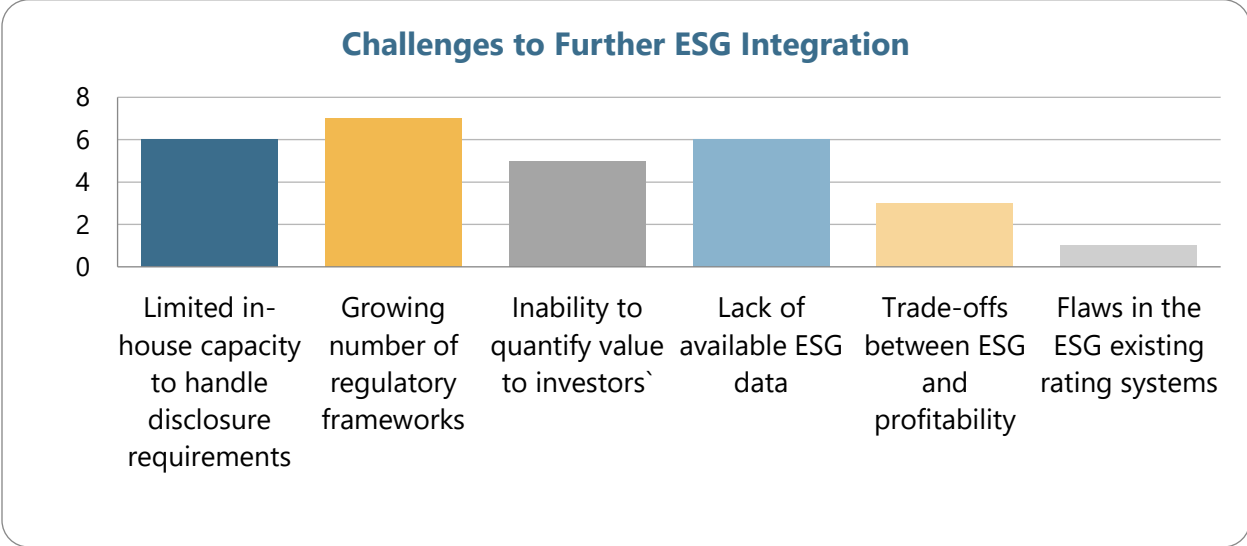 Challenges to Further ESG Integration
8
6
4
2
0
Limited in-
house capacity
to handle
disclosure
requirements
Growing
number of
regulatory
frameworks
Inability to
quantify value
to investors`
Lack of
available ESG
data
Trade-offs
between ESG
and
profitability
Flaws in the
ESG existing
rating systems